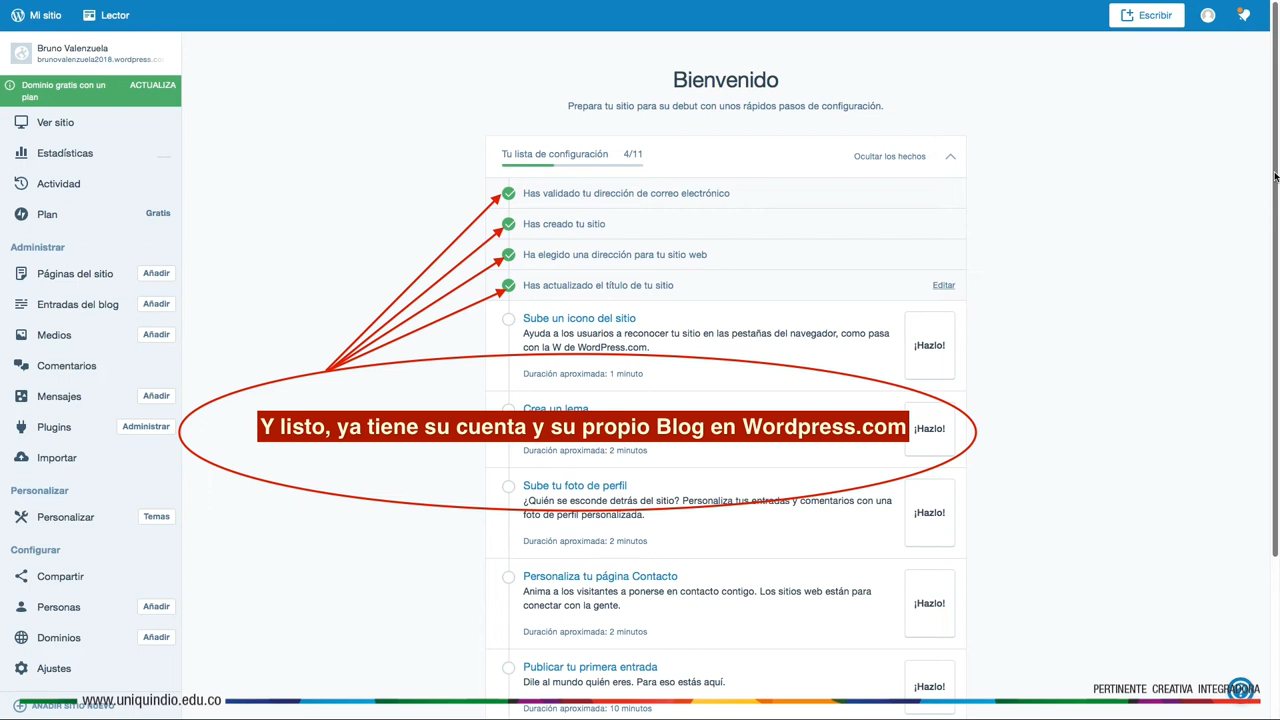 Mi sitio
Lector
Escribir
Bruno Valenzuela
brunovalenzuela2018.wordpress.co
Dominio gratis con un plan
ACTUALIZA
Ver sitio
Estadísticas
Actividad
Plan
Gratis
Administrar
Páginas del sitio
Añadir
Entradas del blog
Añadir
Medios
Añadir
Comentarios
Mensajes
Añadir
Plugins
Administrar
Importar
Personalizar
Personalizar
Temas
Configurar
Compartir
Personas
Añadir
Dominios
Añadir
Ajustes
AÑADIR SITIO NUEVO
www.uniquindio.edu.co
Bienvenido
Prepara tu sitio para su debut con unos rápidos pasos de configuración.
Tu lista de configuración 4/11
Ocultar los hechos
Has validado tu dirección de correo electrónico
Has creado tu sitio
Ha elegido una dirección para tu sitio web
Has actualizado el título de tu sitio
Editar
Sube un icono del sitio
Ayuda a los usuarios a reconocer tu sitio en las pestañas del navegador, como pasa
con la W de WordPress.com.
Duración aproximada: 1 minuto
¡Hazlo!
Crea un lema
Y listo, ya tiene su cuenta y su propio Blog en Wordpress.com
¡Hazlo!
Duración aproximada: 2 minutos
Sube tu foto de perfil
¿Quién se esconde detrás del sitio? Personaliza tus entradas y comentarios con una
foto de perfil personalizada.
Duración aproximada: 2 minutos
¡Hazlo!
Personaliza tu página Contacto
Anima a los visitantes a ponerse en contacto contigo. Los sitios web están para
conectar con la gente.
Duración aproximada: 2 minutos
¡Hazlo!
Publicar tu primera entrada
Dile al mundo quién eres. Para eso estás aquí.
Duración aproximada: 10 minutos
¡Hazlo!
PERTINENTE CREATIVA INTEGRADORA